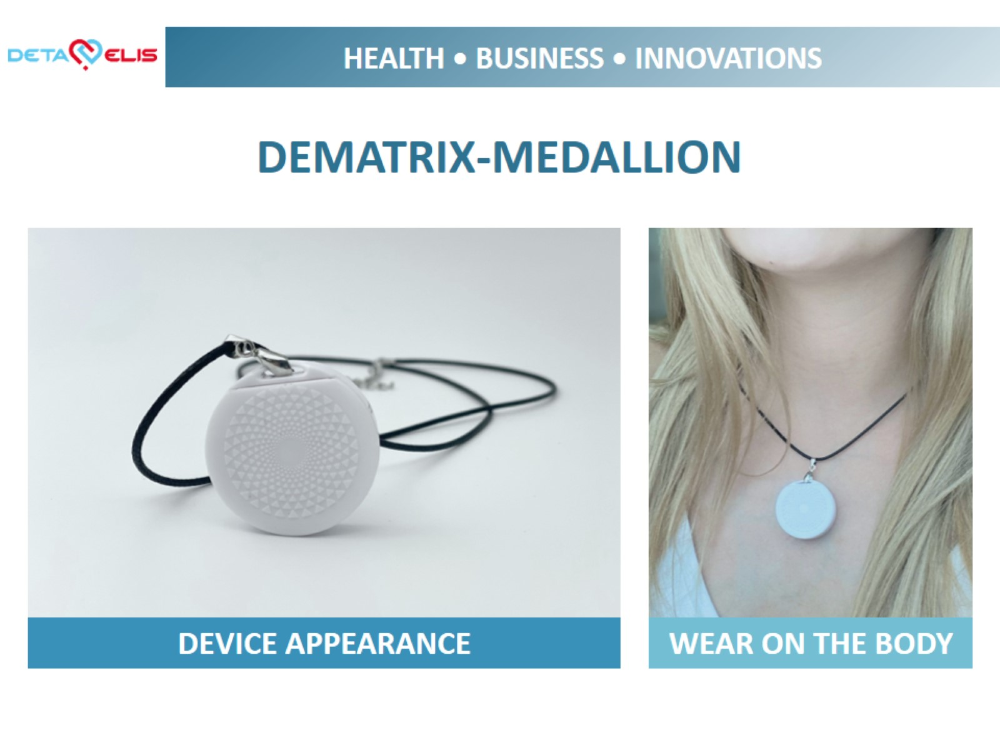 DETA ELIS
HEALTH • BUSINESS • INNOVATIONS
DEMATRIX-MEDALLION
DEVICE APPEARANCE
WEAR ON THE BODY